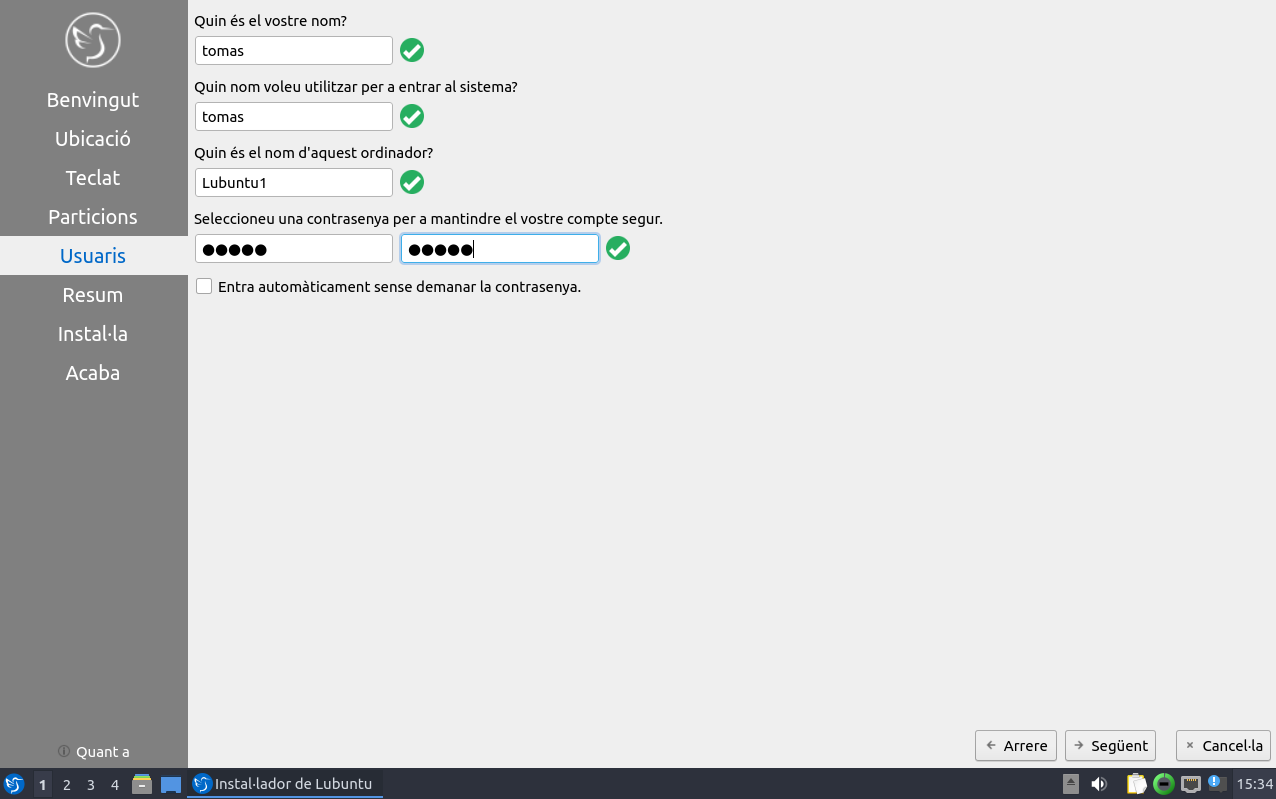 Quin és el vostre nom?
tomas
Quin nom voleu utilitzar per a entrar al sistema?
tomas
Quin és el nom d'aquest ordinador?
Lubuntu1
Seleccioneu una contrasenya per a mantindre el vostre compte segur.
●●●●● ●●●●●
Entra automàticament sense demanar la contrasenya.
Benvingut
Ubicació
Teclat
Particions
Usuaris
Resum
Instal·la
Acaba
Quant a
Arrere Següent Cancel·la
1 2 3 4 Instal·lador de Lubuntu 15:34